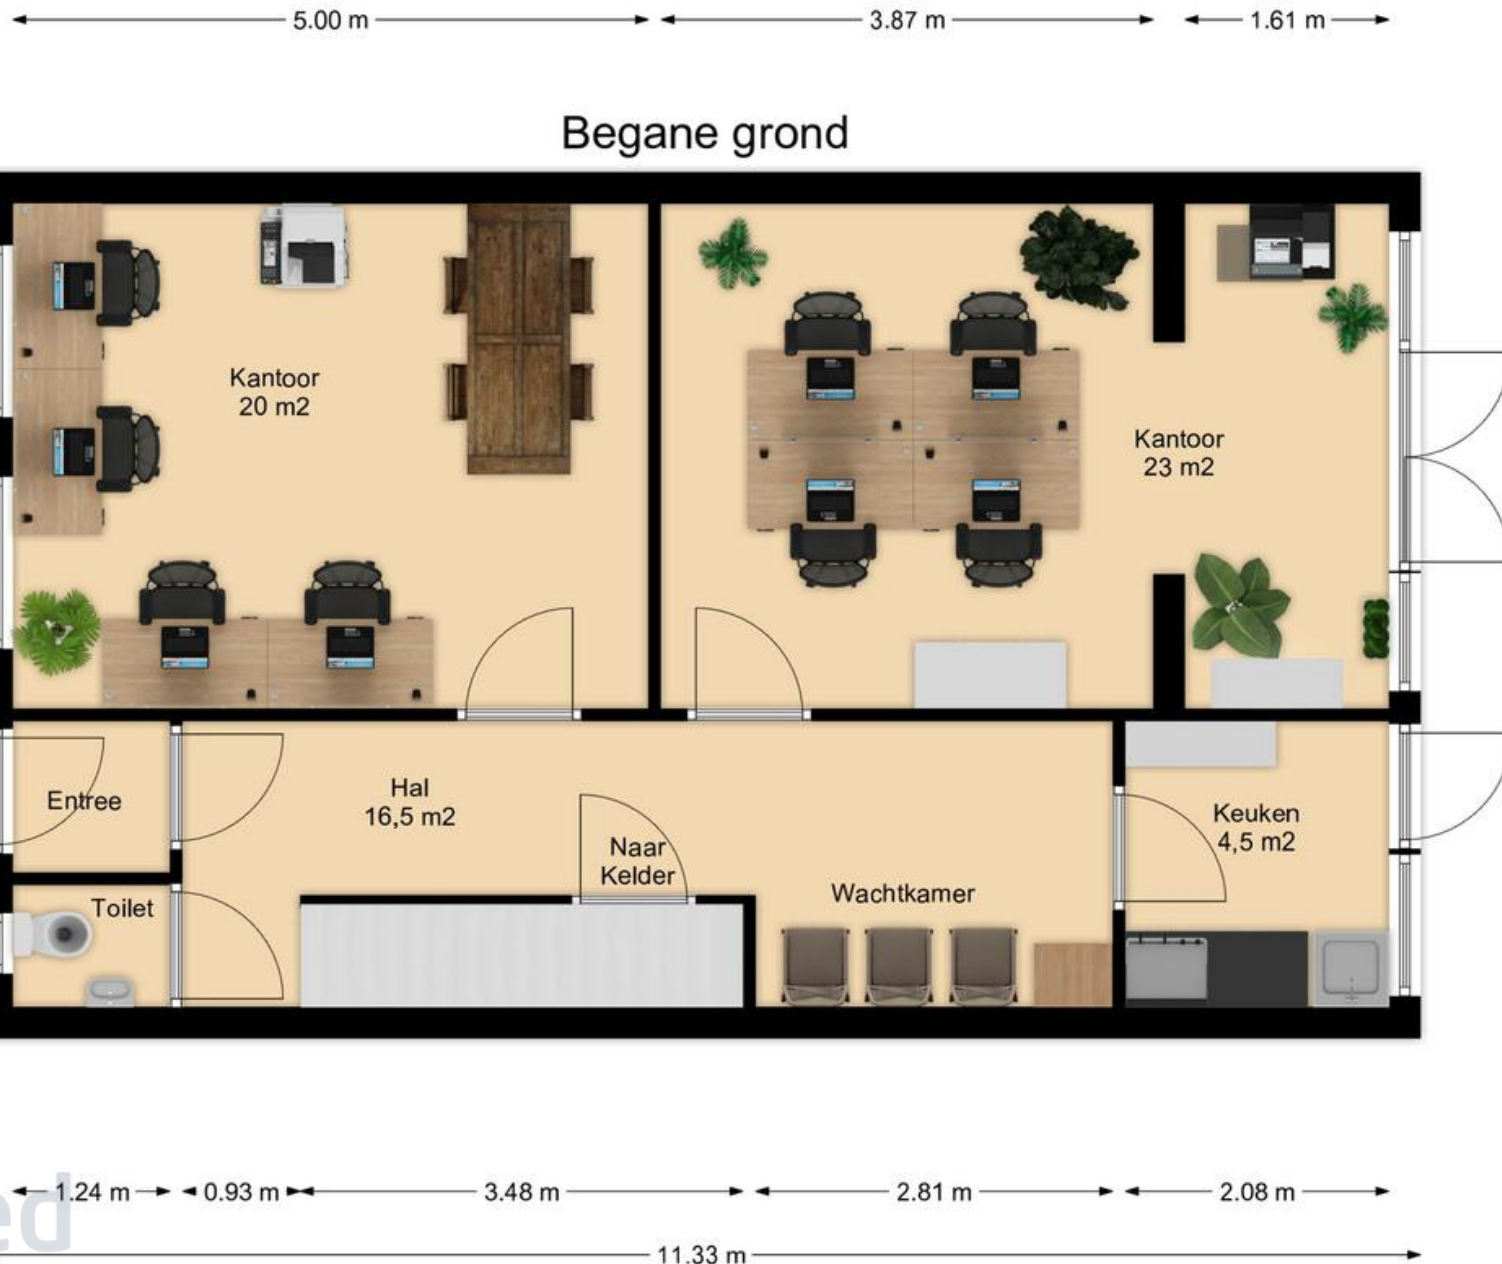 5.00 m
3.87 m
1.61 m
Begane grond
Kantoor
20 m2
Kantoor
23 m2
Entree
Hal
16,5 m2
Naar
Kelder
Keuken
4,5 m2
Toilet
Wachtkamer
ed
1.24 m
0.93 m
3.48 m
2.81 m
2.08 m
11.33 m